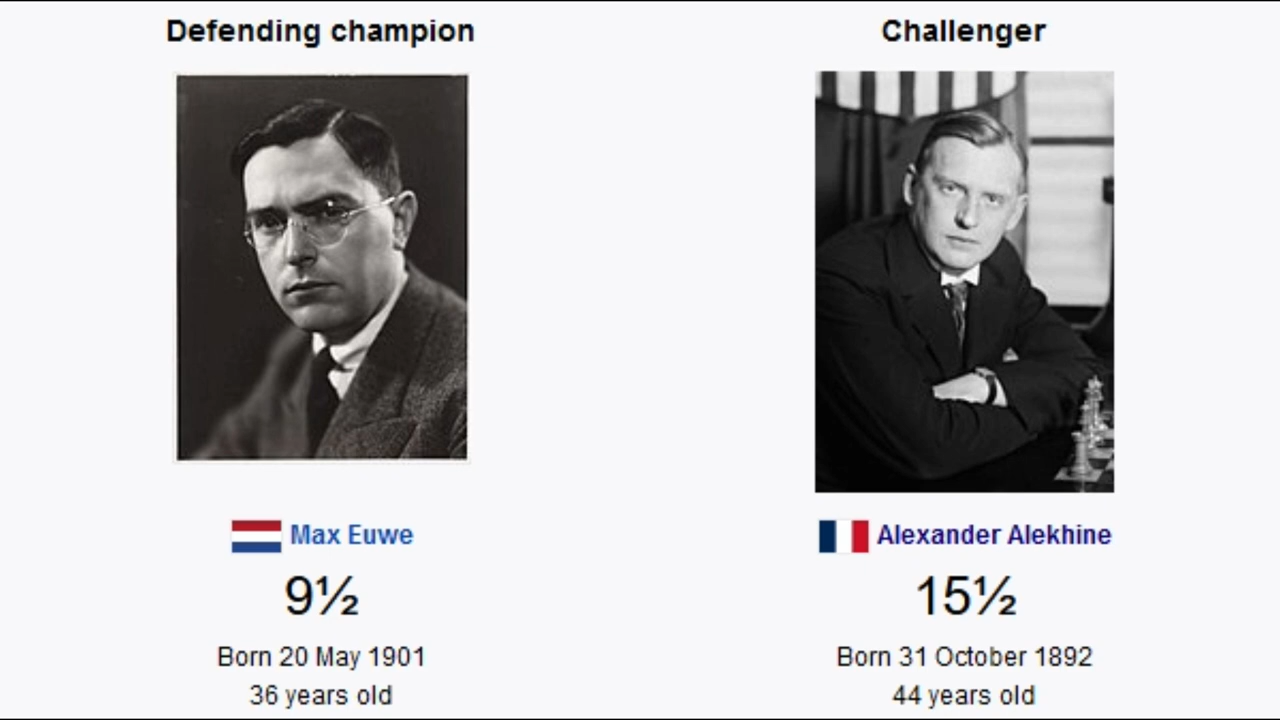 Defending champion
Challenger
Max Euwe
Alexander Alekhine
9½
15½
Born 20 May 1901
Born 31 October 1892
36 years old
44 years old